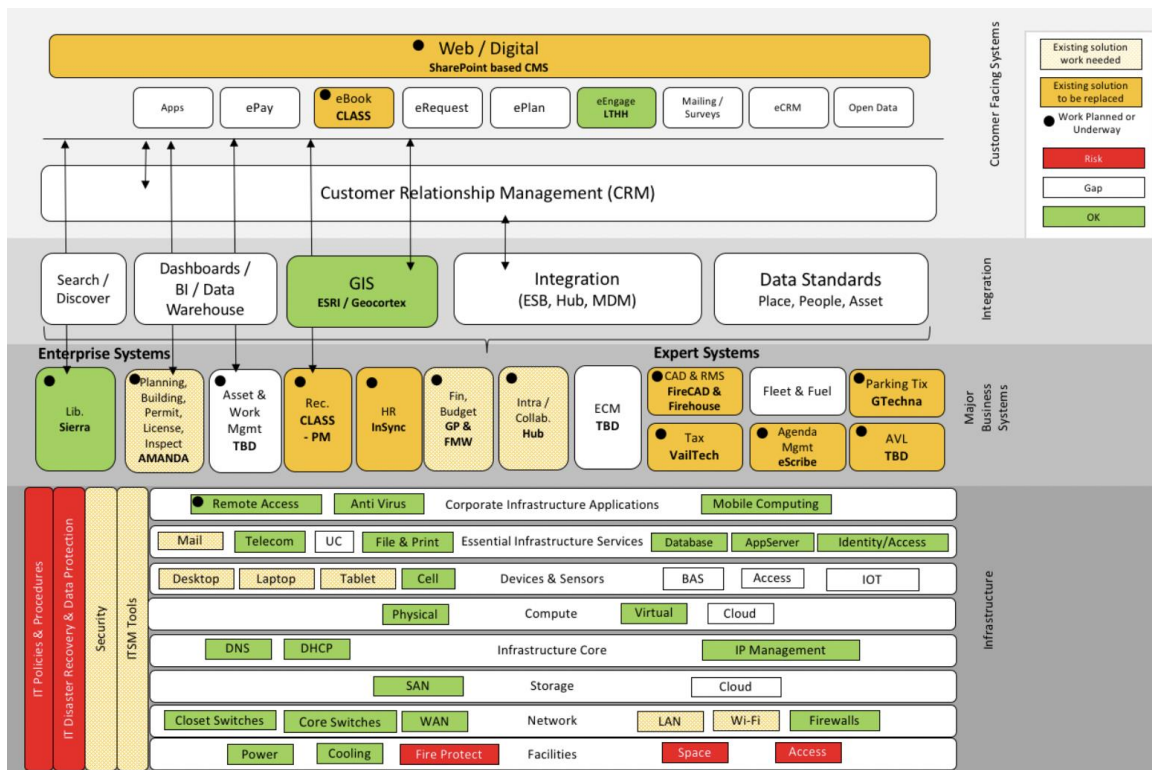 Web / Digital
SharePoint based CMS
Apps
ePay
eBook
CLASS
eRequest
ePlan
eEngage
LTHH
Mailing /
Surveys
eCRM
Open Data
Customer Relationship Management (CRM)
Customer Facing Systems
Existing solution
work needed
Existing solution
to be replaced
Work Planned or
Underway
Risk
Gap
OK
Search /
Discover
Dashboards /
BI / Data
Warehouse
GIS
ESRI / Geocortex
Integration
(ESB, Hub, MDM)
Data Standards
Place, People, Asset
Integration
Enterprise Systems
Expert Systems
Lib.
Sierra
Planning,
Building,
Permit,
License,
Inspect
AMANDA
Asset &
Work
Mgmt
TBD
Rec.
CLASS
- PM
HR
InSync
Fin,
Budget
GP &
FMW
Intra /
Collab.
Hub
ECM
TBD
CAD & RMS
FireCAD &
Firehouse
Fleet & Fuel
Parking Tix
GTechna
Tax
VailTech
Agenda
Mgmt
eScribe
AVL
TBD
Major
Business
Systems
IT Policies & Procedures
IT Disaster Recovery & Data Protection
Security
ITSM Tools
Remote Access
Anti Virus
Corporate Infrastructure Applications
Mobile Computing
Mail
Telecom
UC
File & Print
Essential Infrastructure Services
Database
AppServer
Identity/Access
Desktop
Laptop
Tablet
Cell
Devices & Sensors
BAS
Access
IOT
Physical
Compute
Virtual
Cloud
DNS
DHCP
Infrastructure Core
IP Management
SAN
Storage
Cloud
Closet Switches
Core Switches
WAN
Network
LAN
Wi-Fi
Firewalls
Power
Cooling
Fire Protect
Facilities
Space
Access
Infrastructure